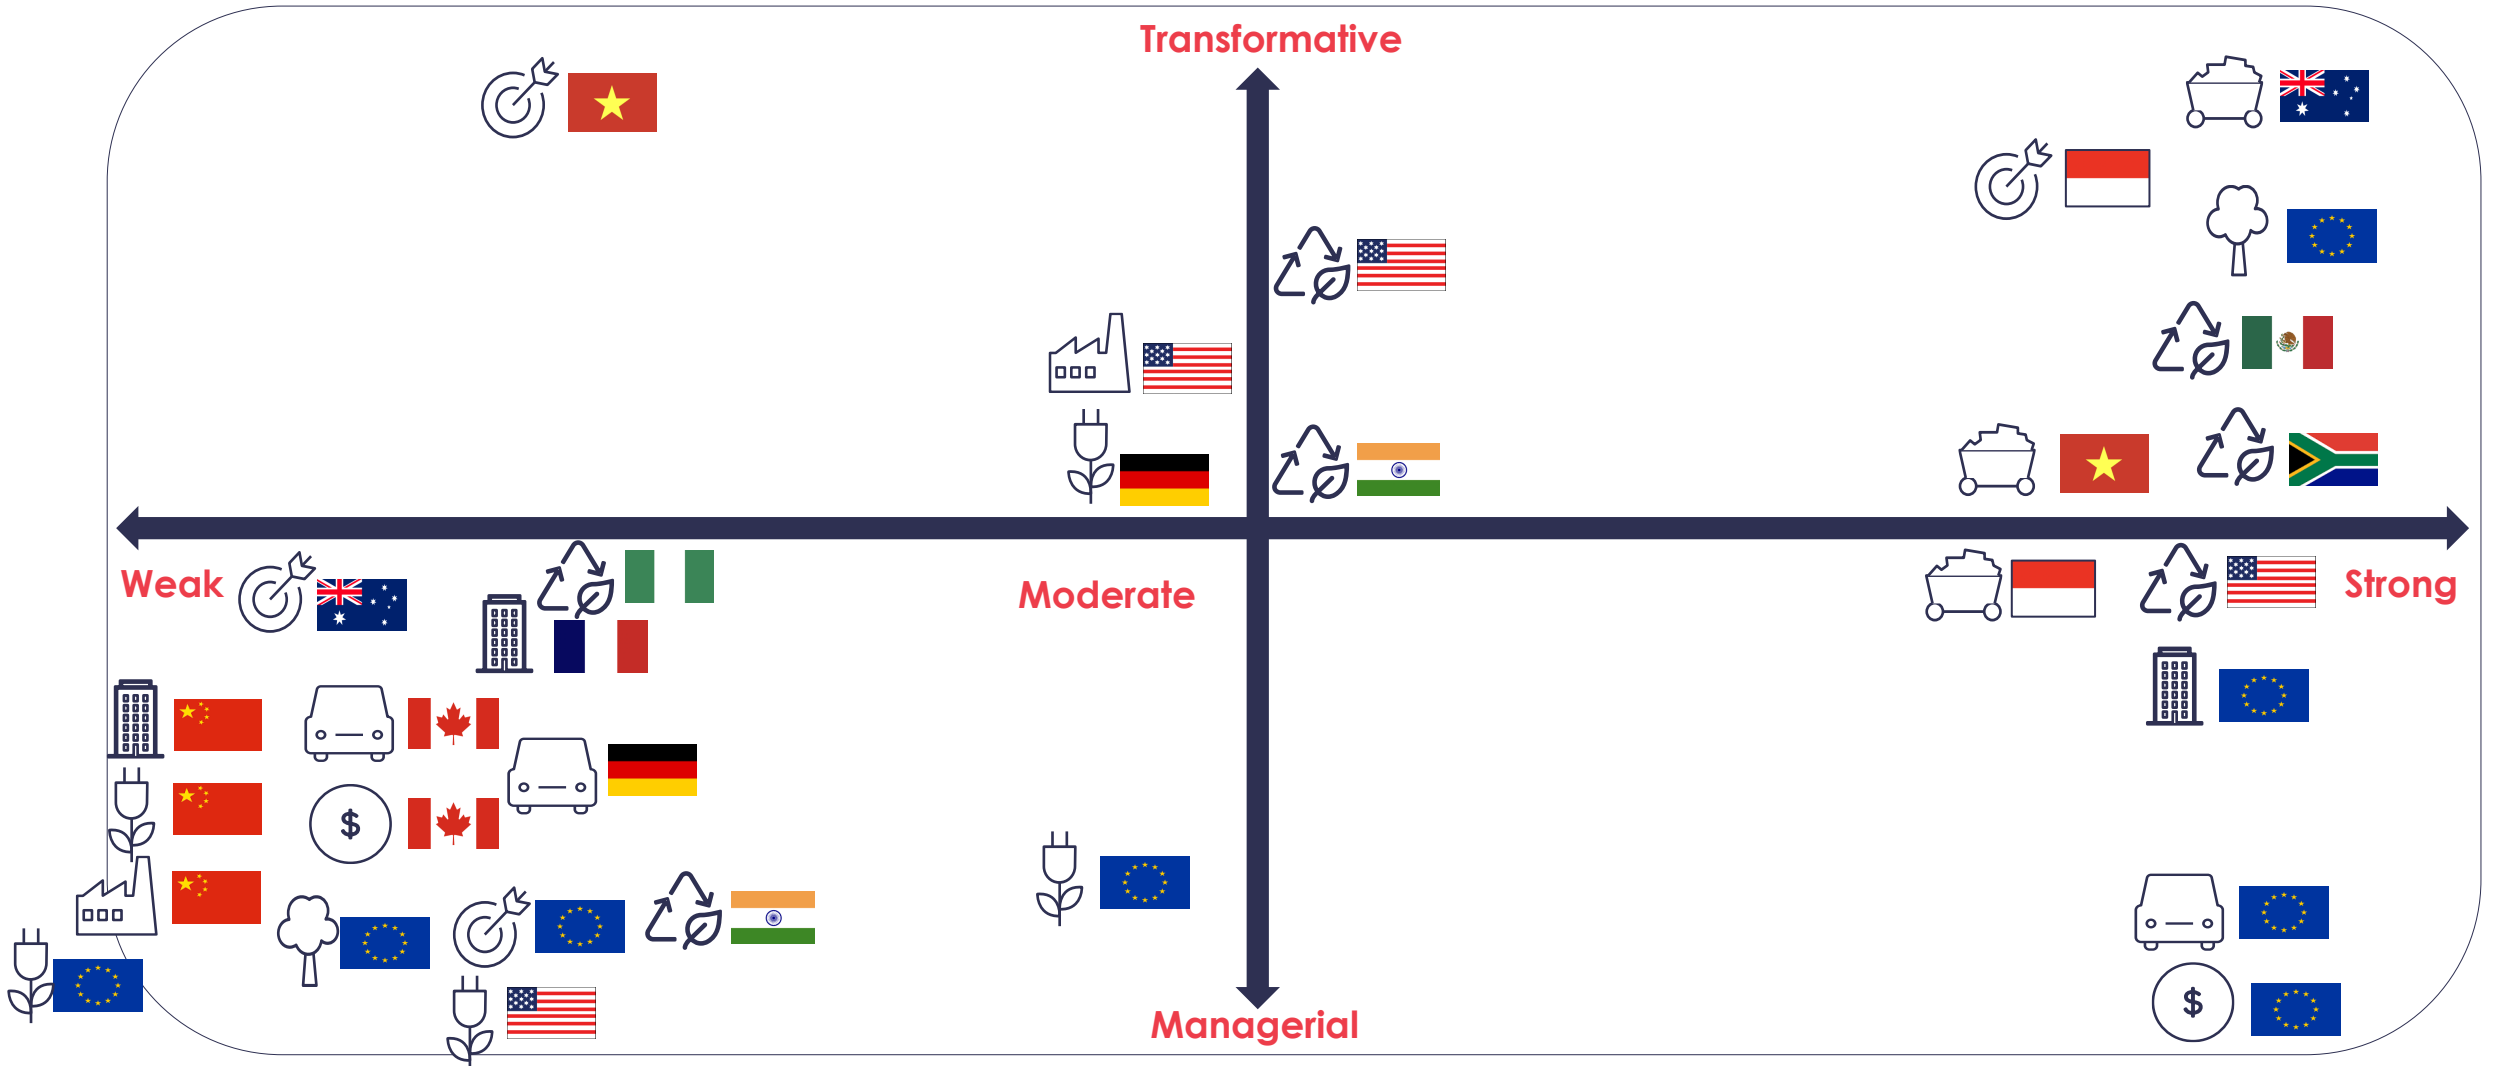 Transformative
Weak
Moderate
Strong
$
$
Managerial